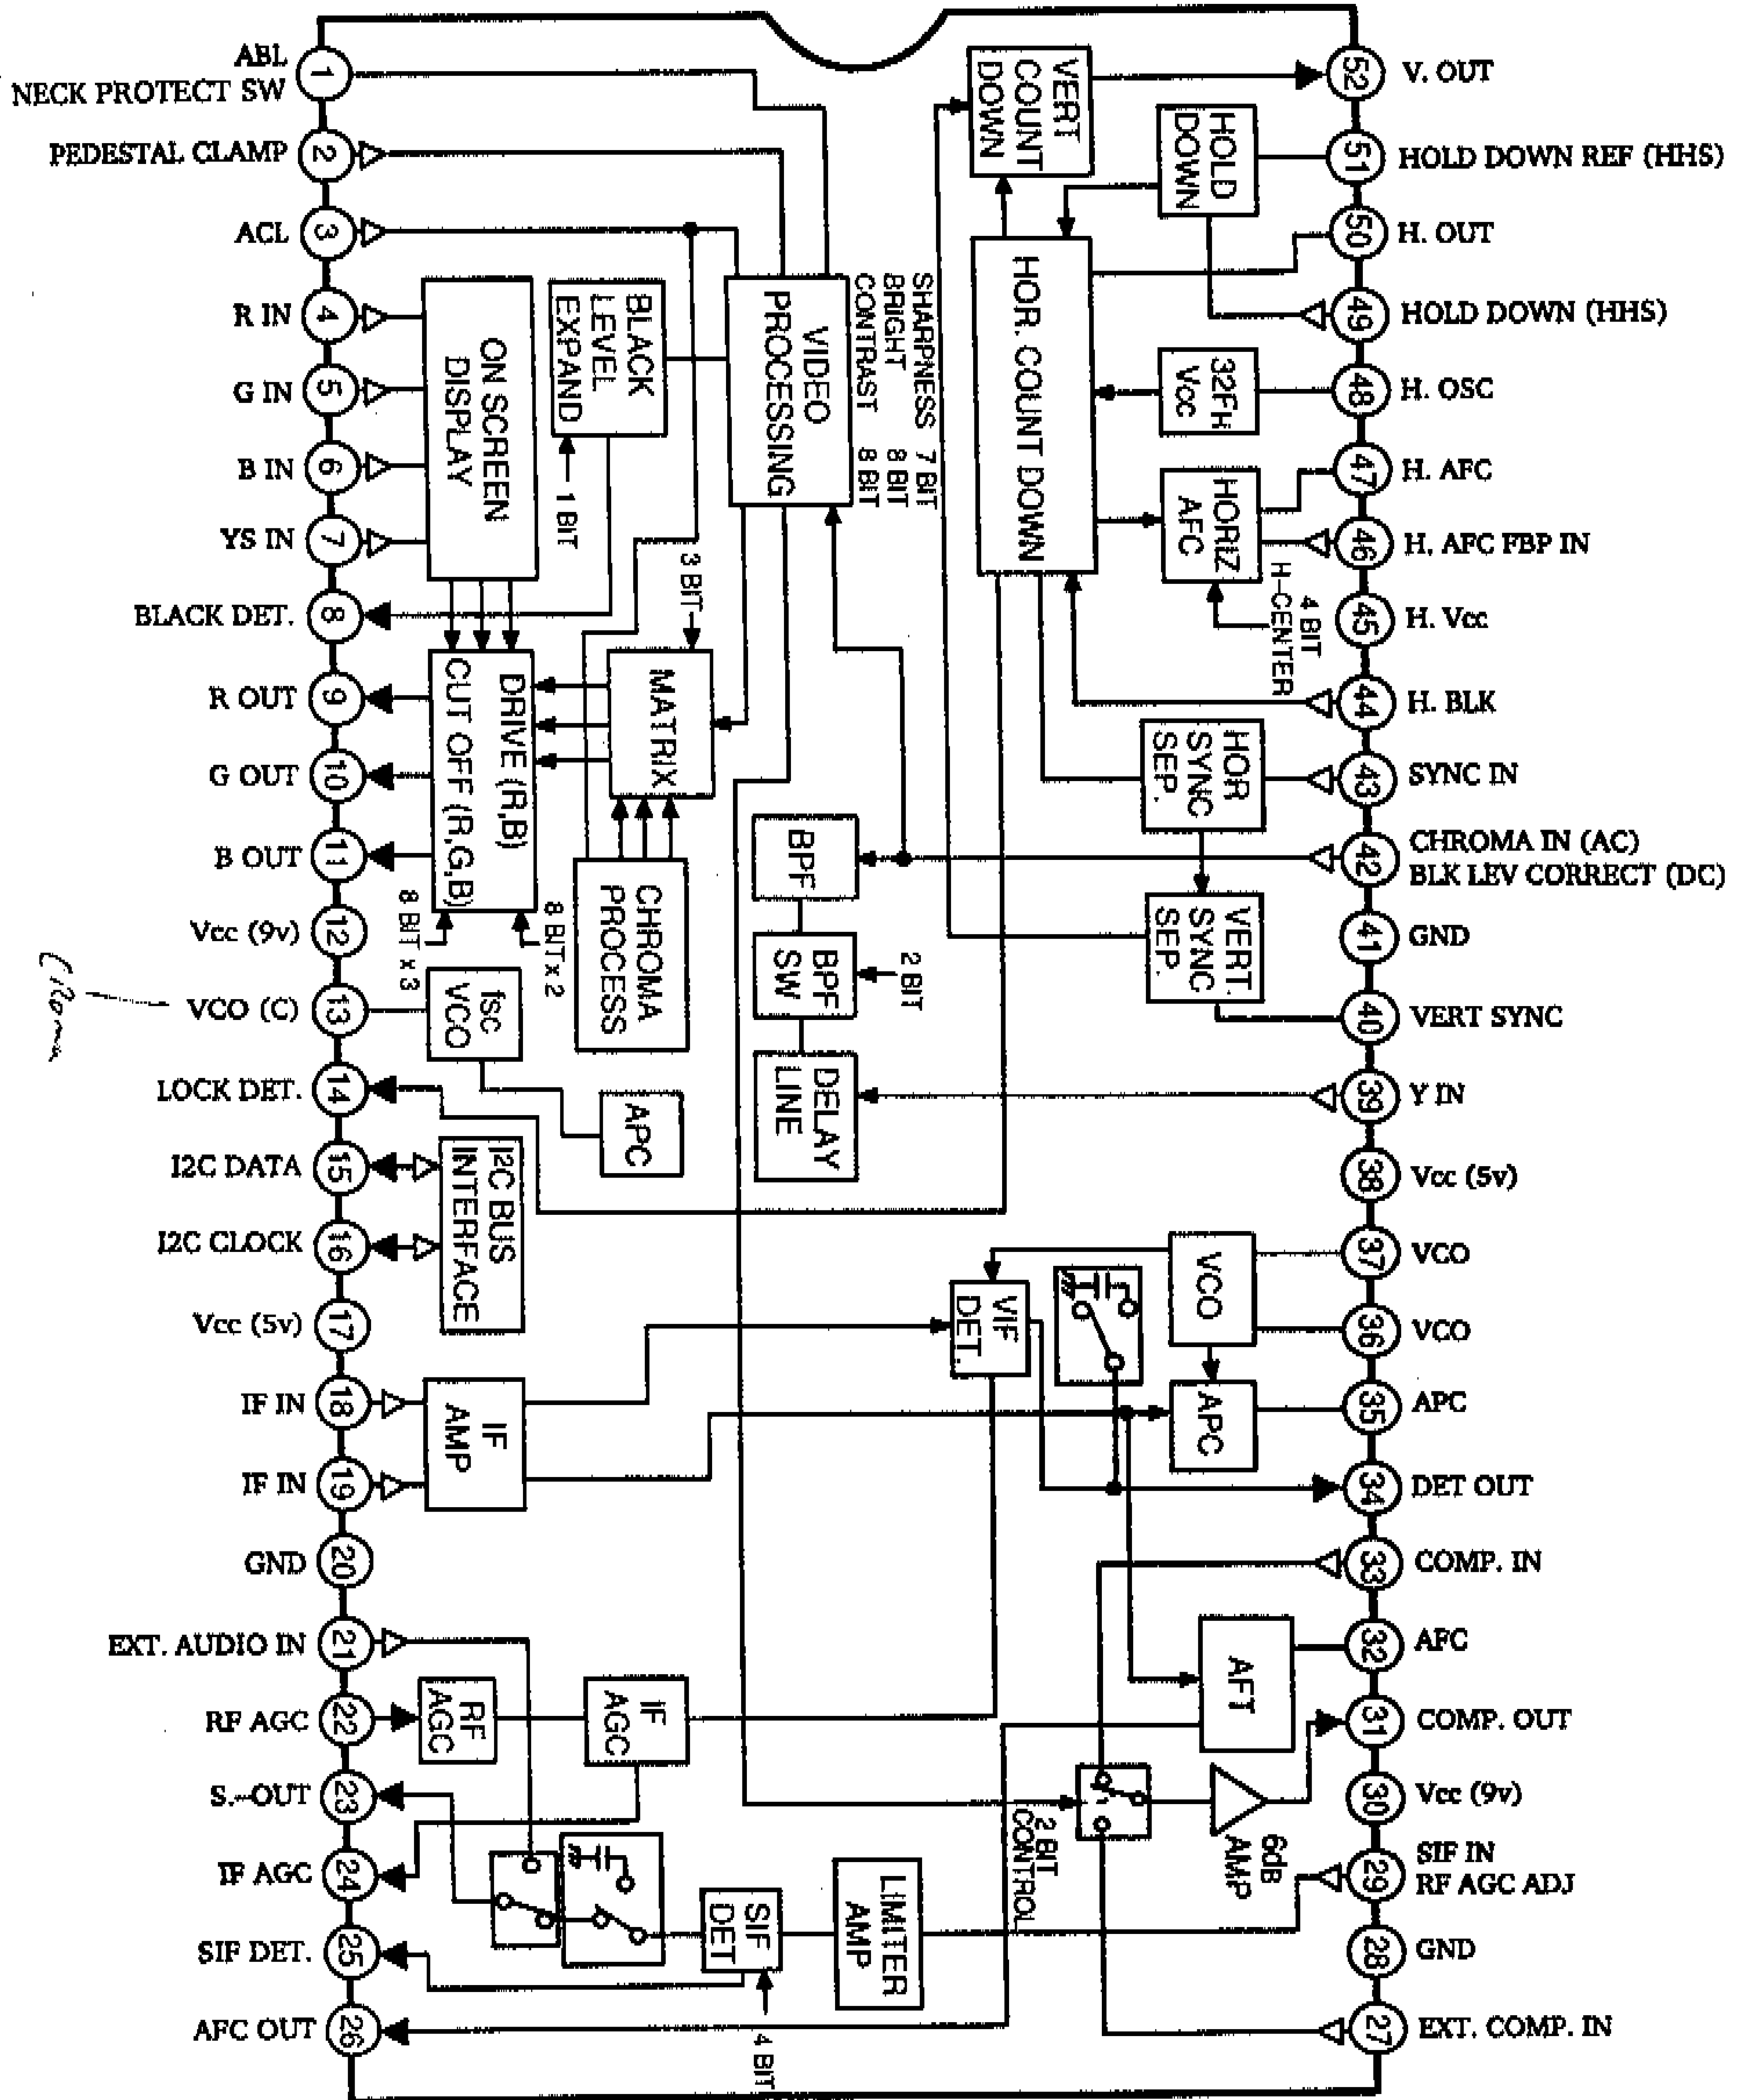 ABL
NECK PROTECT SW
1
PEDESTAL CLAMP
2
ACL
3
R IN
4
G IN
5
B IN
6
YS IN
7
BLACK DET.
8
R OUT
9
G OUT
10
B OUT
11
Vcc (9v)
12
VCO (C)
13
Chroma
LOCK DET.
14
I2C DATA
15
I2C CLOCK
16
Vcc (5v)
17
IF IN
18
IF IN
19
GND
20
EXT. AUDIO IN
21
RF AGC
22
S.-OUT
23
IF AGC
24
SIF DET.
25
AFC OUT
26
52
V. OUT
51
HOLD DOWN REF (HHS)
50
H. OUT
49
HOLD DOWN (HHS)
48
H. OSC
47
H. AFC
46
H. AFC FBP IN
45
H. Vcc
44
H. BLK
43
SYNC IN
42
CHROMA IN (AC)
BLK LEV CORRECT (DC)
41
GND
40
VERT SYNC
39
Y IN
38
Vcc (5v)
37
VCO
36
VCO
35
APC
34
DET OUT
33
COMP. IN
32
AFC
31
COMP. OUT
30
Vcc (9v)
29
SIF IN
RF AGC ADJ
28
GND
27
EXT. COMP. IN
VERT
COUNT
DOWN
HOLD
DOWN
HOR. COUNT DOWN
32FH
Vcc
HORIZ
AFC
4 BIT
H-CENTER
HOR
SYNC
SEP.
VERT.
SYNC
SEP.
SHARPNESS 7 BIT
BRIGHT 8 BIT
CONTRAST 8 BIT
VIDEO
PROCESSING
BLACK
LEVEL
EXPAND
1 BIT
ON SCREEN
DISPLAY
3 BIT
MATRIX
DRIVE (R,B)
CUT OFF (R,G,B)
8 BIT x 2
8 BIT x 3
CHROMA
PROCESS
BPF
BPF
SW
2 BIT
DELAY
LINE
fsc
VCO
APC
I2C BUS
INTERFACE
VCO
VIF
DET.
APC
IF
AMP
AFT
RF
AGC
IF
AGC
2 BIT
CONTROL
6dB
AMP
SIF
DET
4 BIT
LIMITER
AMP